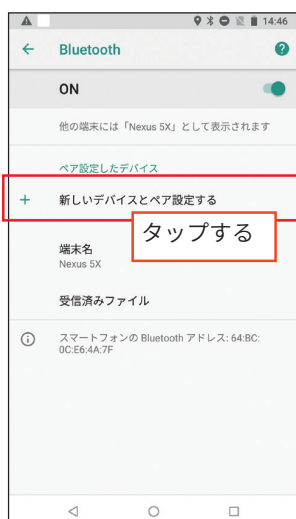 14:46
Bluetooth
ON
他の端末には「Nexus 5X」として表示されます
ペア設定したデバイス
新しいデバイスとペア設定する
タップする
端末名
Nexus 5X
受信済みファイル
スマートフォンの Bluetooth アドレス: 64:BC:
0C:E6:4A:7F